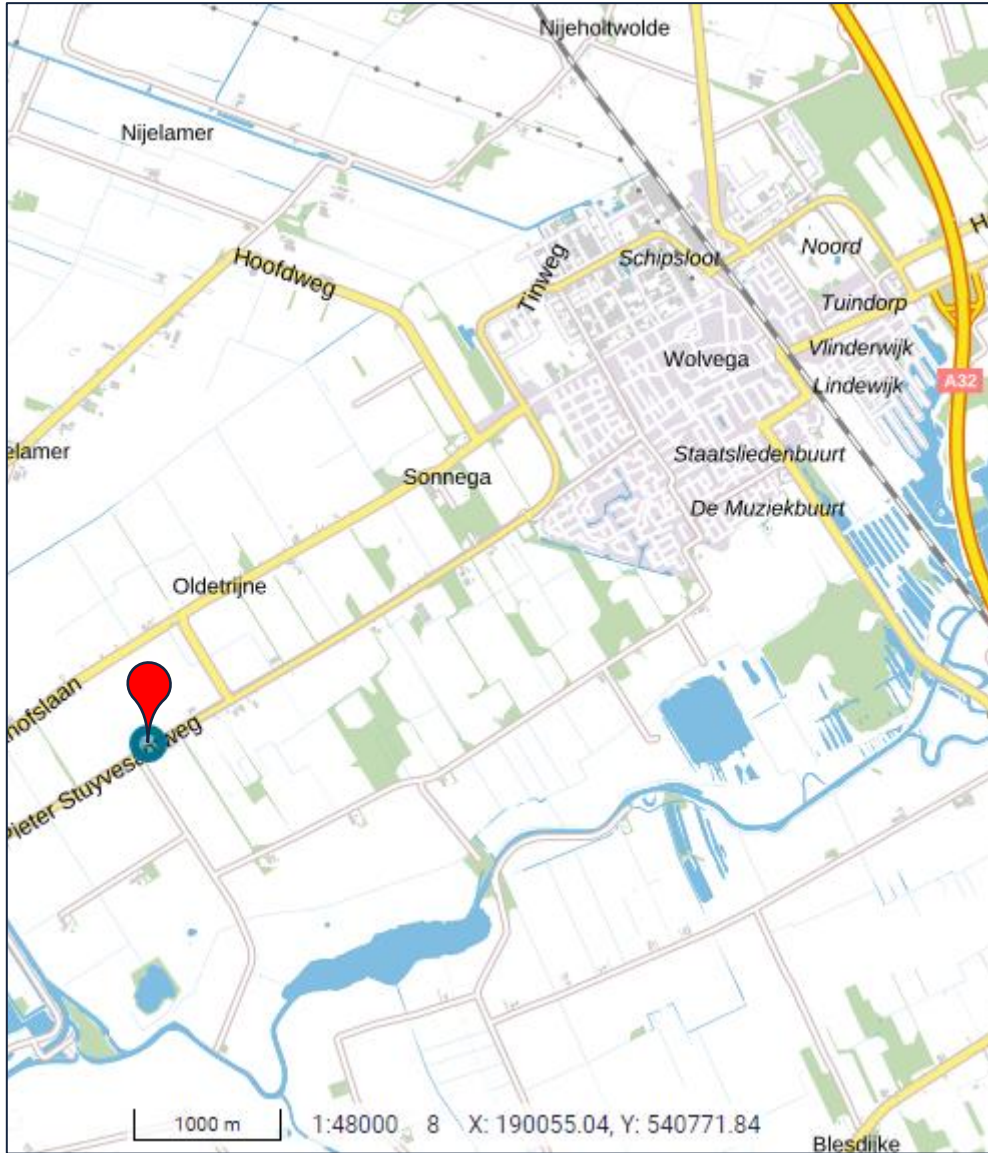 Nijeholtwolde
Nijelamer
Hoofdweg
Tinweg
Schipsloot
Noord
H
Tuindorp
Wolvega
Vlinderwijk
Lindewijk
A32
elamer
Sonnega
Staatsliedenbuurt
De Muziekbuurt
Oldetrijne
hofslaan
Pieter Stuyvesa weg
1000 m 1:48000 8 X: 190055.04, Y: 540771.84
Blesdijke